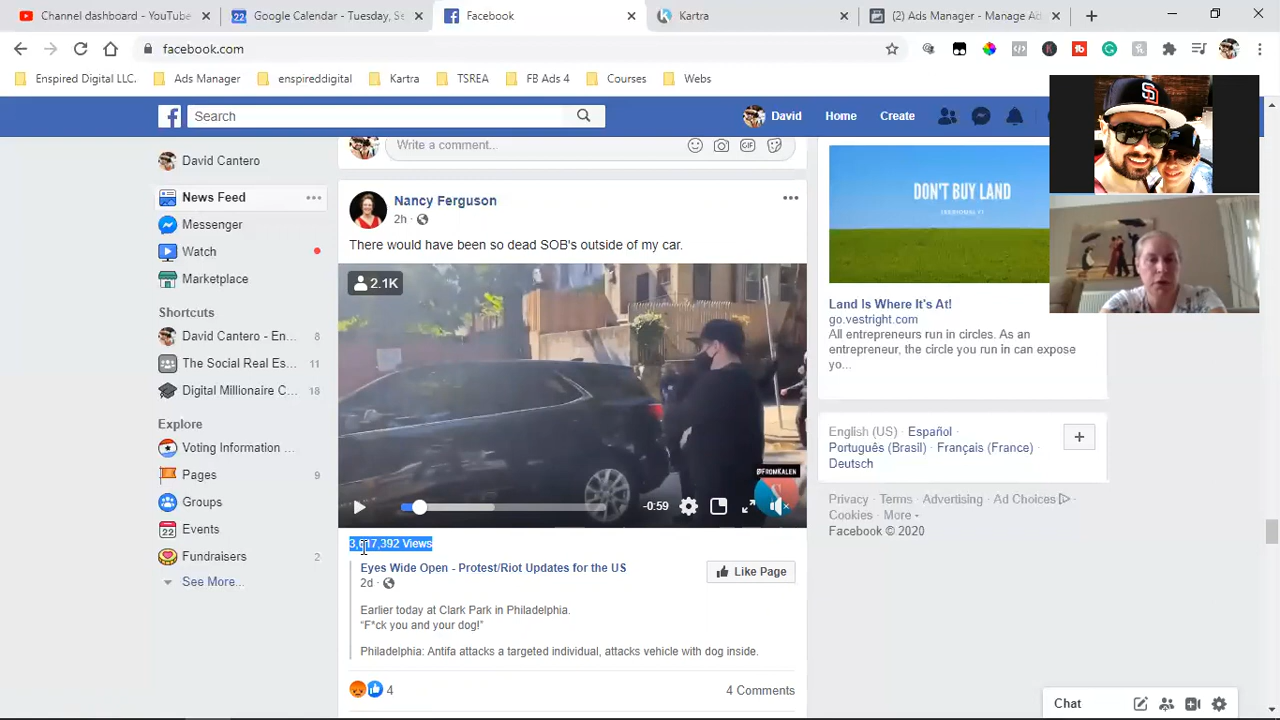 Channel dashboard - YouTube
Google Calendar - Tuesday, Se
Facebook
Kartra
(2) Ads Manager - Manage Ad
facebook.com
Enspired Digital LLC.
Ads Manager
enspireddigital
Kartra
TSREA
FB Ads 4
Courses
Webs
Search
David
Home
Create
David Cantero
News Feed
Messenger
Watch
Marketplace
Shortcuts
David Cantero - En... 8
The Social Real Es... 11
Digital Millionaire C... 18
Explore
Voting Information ...
Pages 9
Groups
Events
Fundraisers 2
See More...
Write a comment...
GIF
Nancy Ferguson
2h
There would have been so dead SOB's outside of my car.
2.1K
@FROMKALEN
-0:59
Views
Eyes Wide Open - Protest/Riot Updates for the US
2d
Like Page
Earlier today at Clark Park in Philadelphia.
“F*ck you and your dog!”
Philadelphia: Antifa attacks a targeted individual, attacks vehicle with dog inside.
4
4 Comments
DON'T BUY LAND
Land Is Where It's At!
go.vestright.com
All entrepreneurs run in circles. As an
entrepreneur, the circle you run in can expose
yo...
English (US) · Español ·
Português (Brasil) · Français (France) ·
Deutsch
Privacy · Terms · Advertising · Ad Choices ·
Cookies · More
Facebook © 2020
SD
Chat